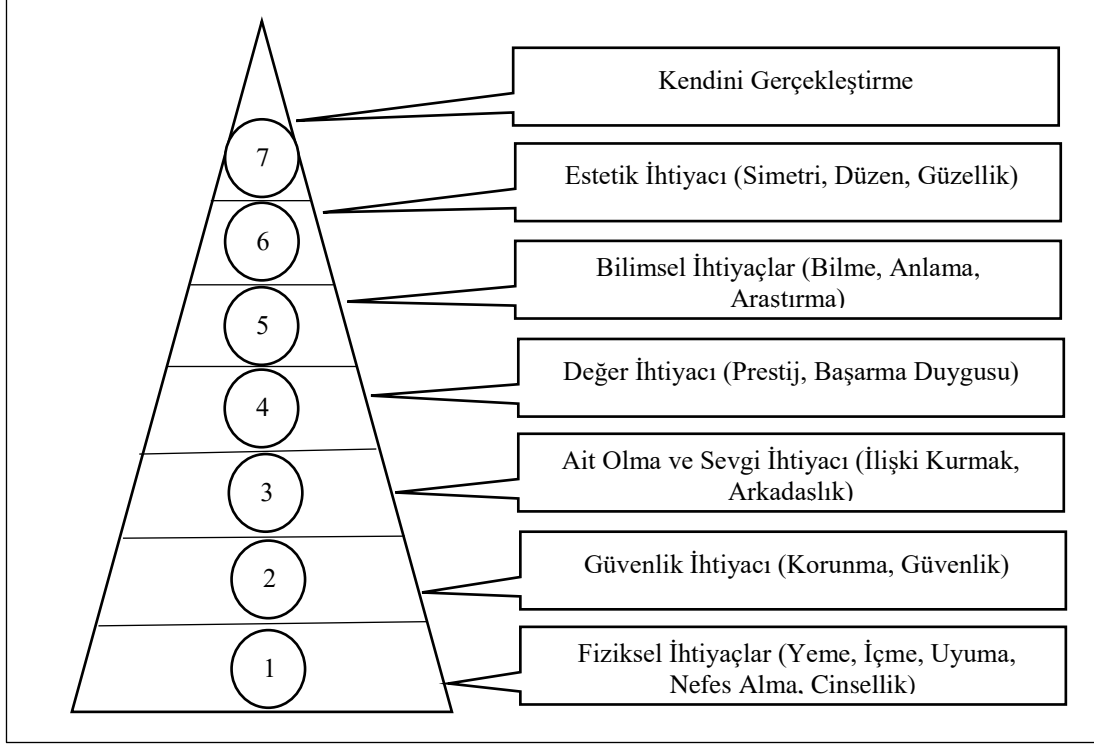 Kendini Gerçekleştirme
7
Estetik İhtiyacı (Simetri, Düzen, Güzellik)
6
Bilimsel İhtiyaçlar (Bilme, Anlama,
Arastırma)
5
Değer İhtiyacı (Prestij, Başarma Duygusu)
4
Ait Olma ve Sevgi İhtiyacı (İlişki Kurmak,
Arkadaslık)
3
Güvenlik İhtiyacı (Korunma, Güvenlik)
2
Fiziksel İhtiyaçlar (Yeme, İçme, Uyuma,
Nefes Alma, Cinsellik)
1